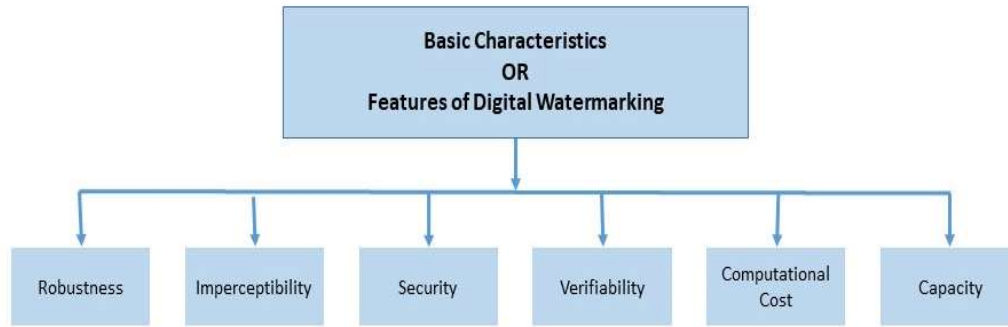 Basic Characteristics
OR
Features of Digital Watermarking
Robustness
Imperceptibility
Security
Verifiability
Computational
Cost
Capacity